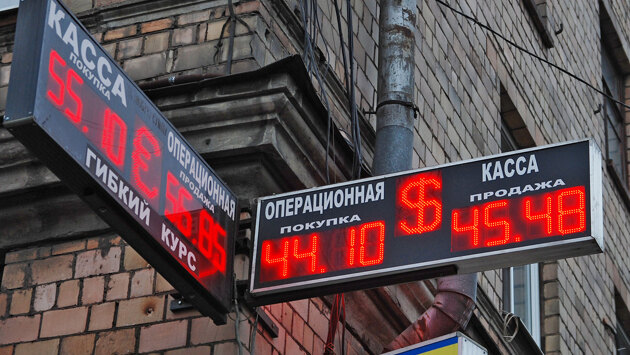 КАССА ОПЕРАЦИОННАЯ
ПОКУПКА ПРОДАЖА
55.10 € 56.85
ГИБКИЙ КУРС
ОПЕРАЦИОННАЯ КАССА
ПОКУПКА ПРОДАЖА
44.10 $ 45.48